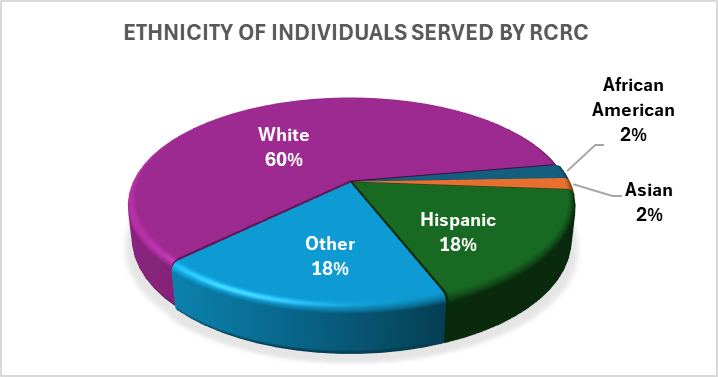 ETHNICITY OF INDIVIDUALS SERVED BY RCRC
African
American
2%
White
60%
Asian
2%
Hispanic
18%
Other
18%